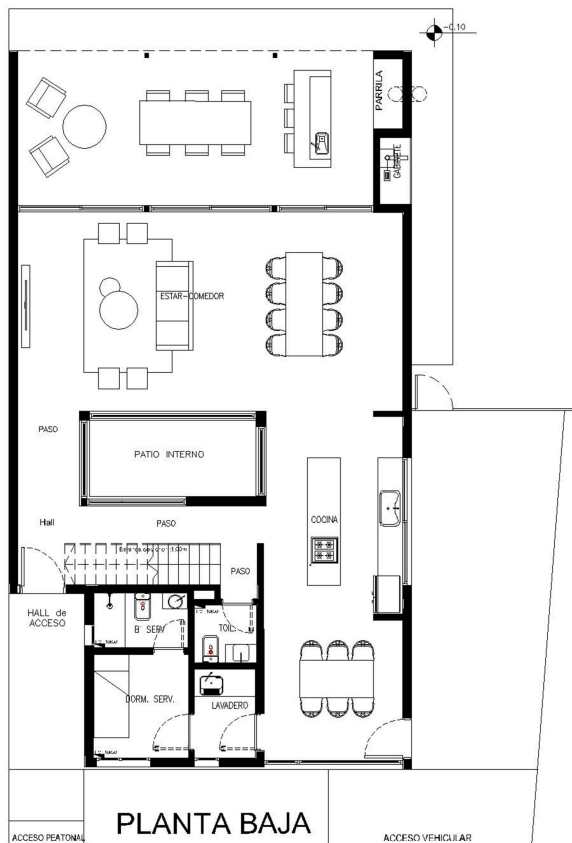 -0.10
PARRILA
GABINETE
ESTAR-COMEDOR
PASO
PATIO INTERNO
Hall
PASO
COCINA
PASO
HALL de
ACCESO
B° SERV
TOIL
DORM. SERV.
LAVADERO
PLANTA BAJA
ACCESO PEATONAL
ACCESO VEHICULAR